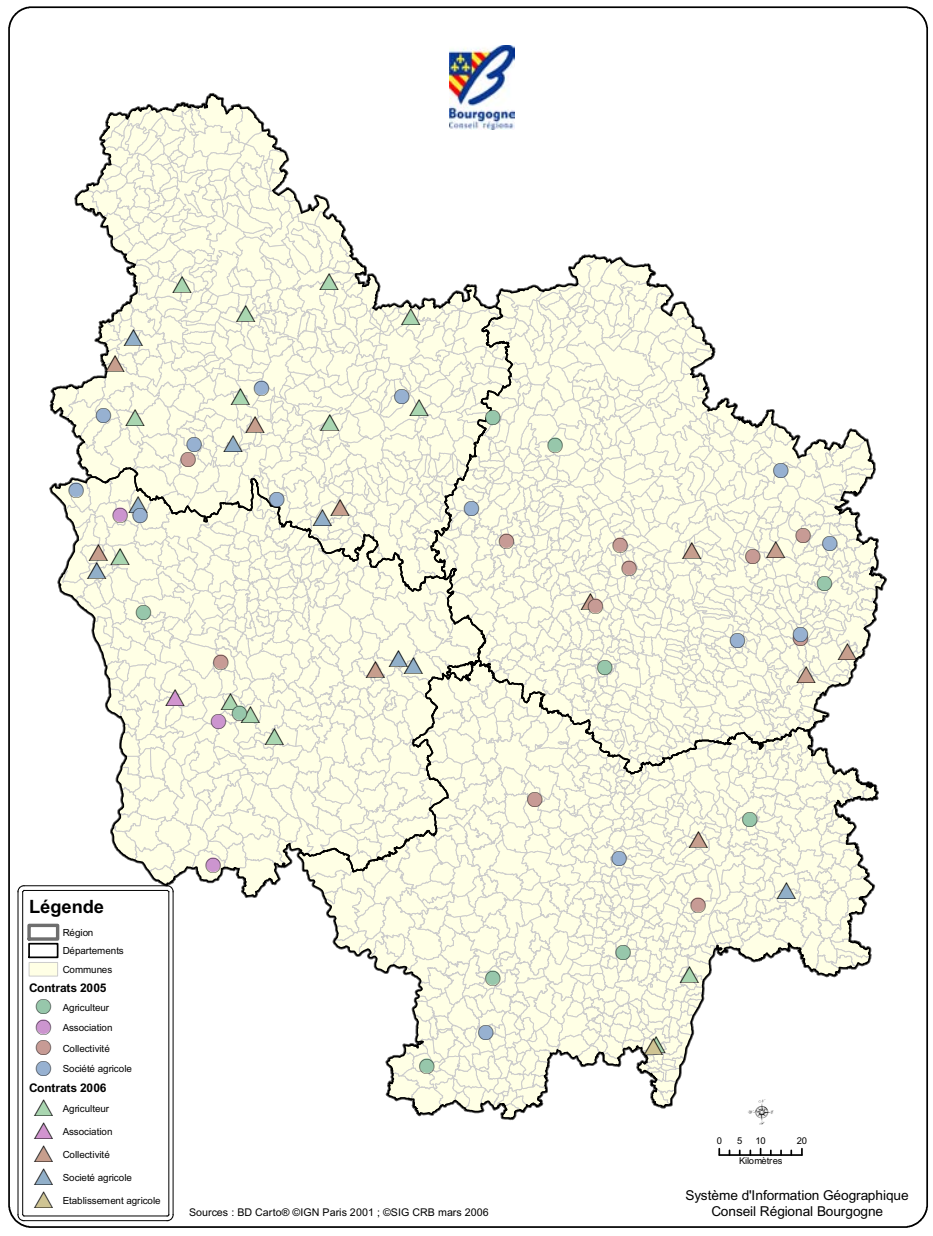 Bourgogne
Conseil régional
Légende
Région
Départements
Communes
Contrats 2005
Agriculteur
Association
Collectivité
Société agricole
Contrats 2006
Agriculteur
Association
Collectivité
Societé agricole
Etablissement agricole
0 5 10 20
Kilomètres
Sources : BD Carto® ©IGN Paris 2001 ; ©SIG CRB mars 2006
Système d'Information Géographique
Conseil Régional Bourgogne